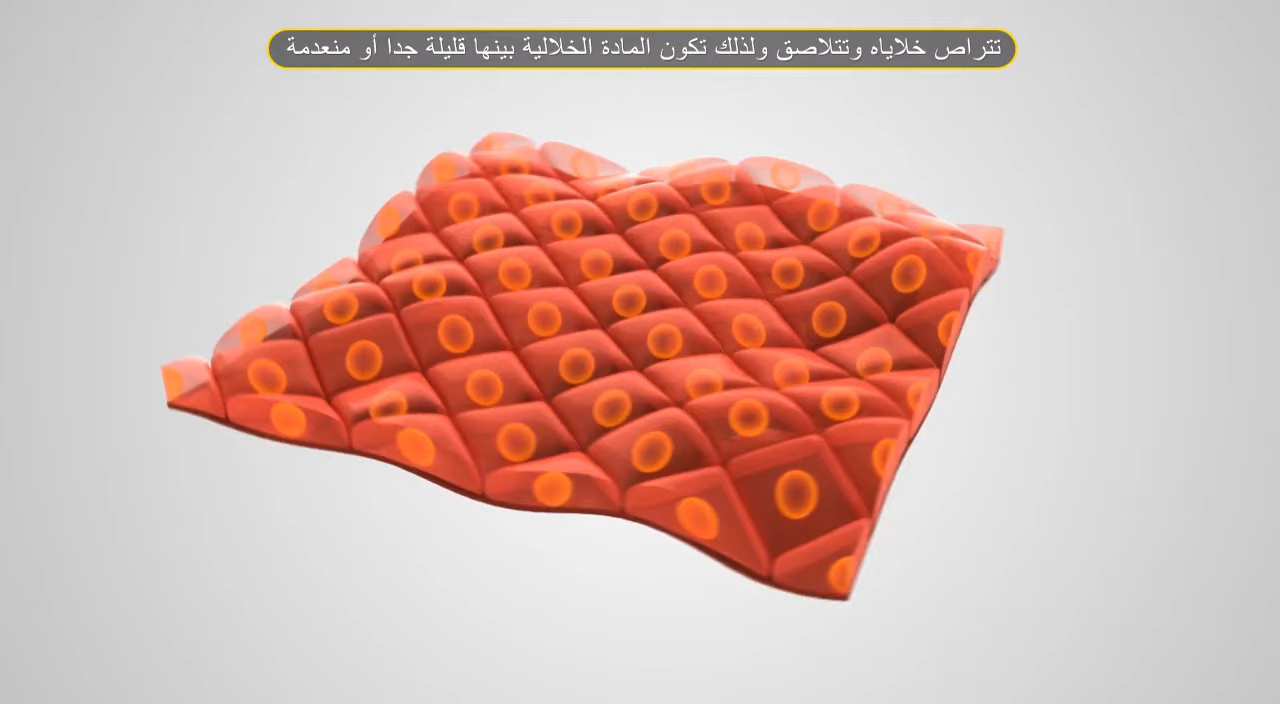 تتراص خلاياه وتتلاصق ولذلك تكون المادة الخلالية بينها قليلة جدا أو منعدمة